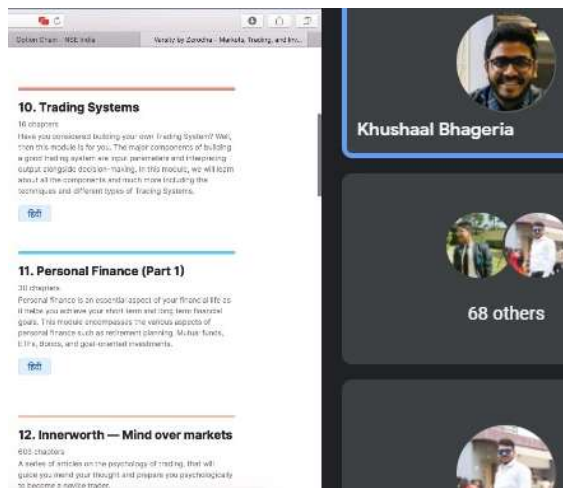 Option Chain - NSE India
Varsity by Zerodha – Markets, Trading, and Inv...
10. Trading Systems
16 chapters
Have you considered building your own Trading System? Well,
then this module is for you. The major components of building
a good trading system are input parameters and interpreting
output alongside decision-making. In this module, we will learn
about all the components and much more including the
techniques and different types of Trading Systems.
हिंदी
11. Personal Finance (Part 1)
Personal finance is an essential aspect of your financial life as
it helps you achieve your short term and long term financial
goals. This module encompasses the various aspects of
personal finance such as retirement planning, Mutual funds,
ETFs, Bonds, and goal-oriented investments.
हिंदी
12. Innerworth — Mind over markets
603 chapters
A series of articles on the psychology of trading, that will
guide you mend your thought and prepare you psychologically
to become a novice trader.
Khushaal Bhageria
68 others